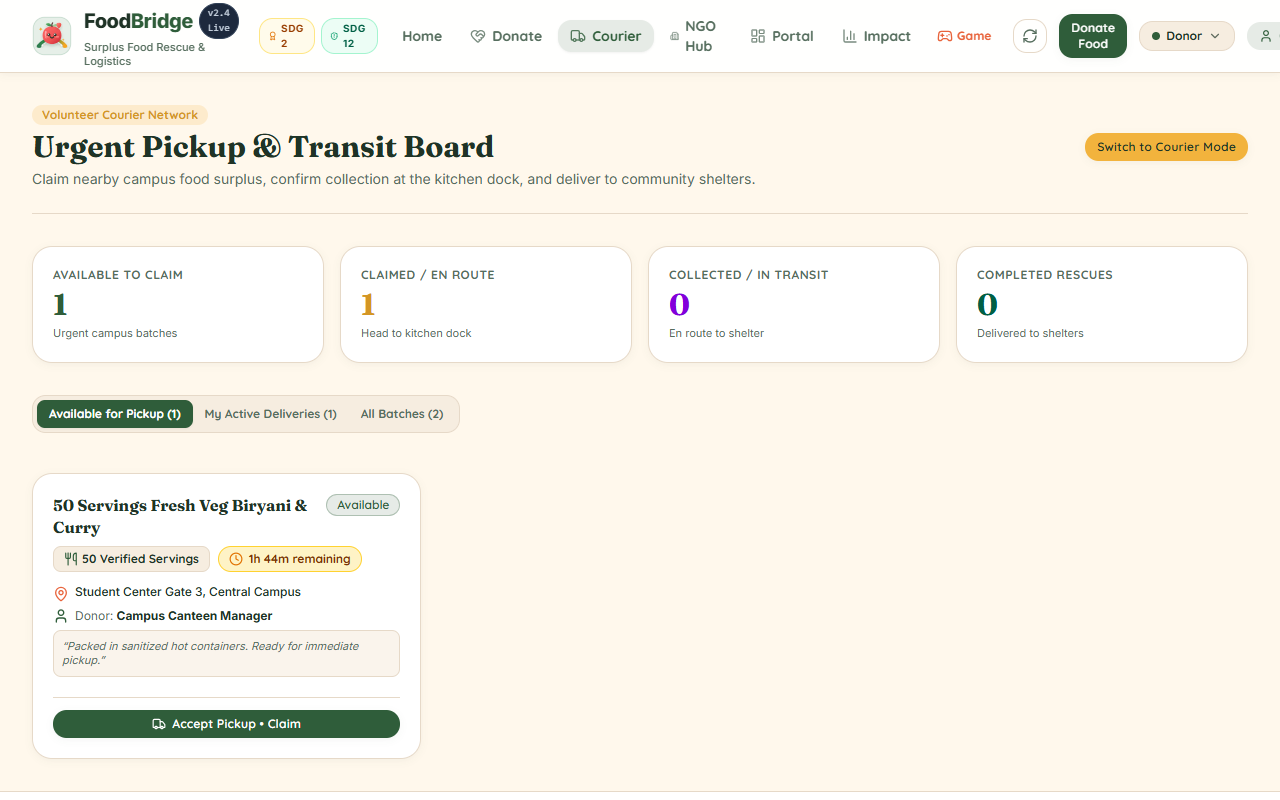 FoodBridge
v2.4
Live
Surplus Food Rescue &
Logistics
SDG
2
SDG
12
Home
Donate
Courier
NGO
Hub
Portal
Impact
Game
Donate
Food
Donor
Volunteer Courier Network
Urgent Pickup & Transit Board
Switch to Courier Mode
Claim nearby campus food surplus, confirm collection at the kitchen dock, and deliver to community shelters.
AVAILABLE TO CLAIM
1
Urgent campus batches
CLAIMED / EN ROUTE
1
Head to kitchen dock
COLLECTED / IN TRANSIT
0
En route to shelter
COMPLETED RESCUES
0
Delivered to shelters
Available for Pickup (1)
My Active Deliveries (1)
All Batches (2)
50 Servings Fresh Veg Biryani &
Curry
Available
50 Verified Servings
1h 44m remaining
Student Center Gate 3, Central Campus
Donor: Campus Canteen Manager
"Packed in sanitized hot containers. Ready for immediate
pickup."
Accept Pickup • Claim